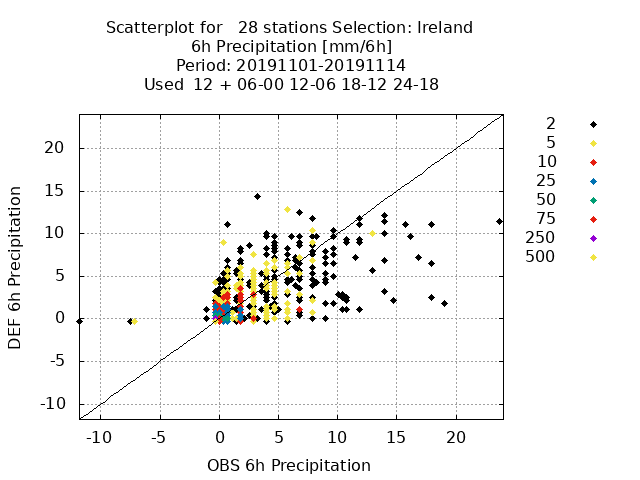 Scatterplot for   28 stations Selection: Ireland
6h Precipitation [mm/6h]
Period: 20191101-20191114
Used  12 + 06-00 12-06 18-12 24-18
2
5
10
25
50
75
250
500
20
15
10
5
0
-5
-10
DEF 6h Precipitation
-10 -5 0 5 10 15 20
OBS 6h Precipitation